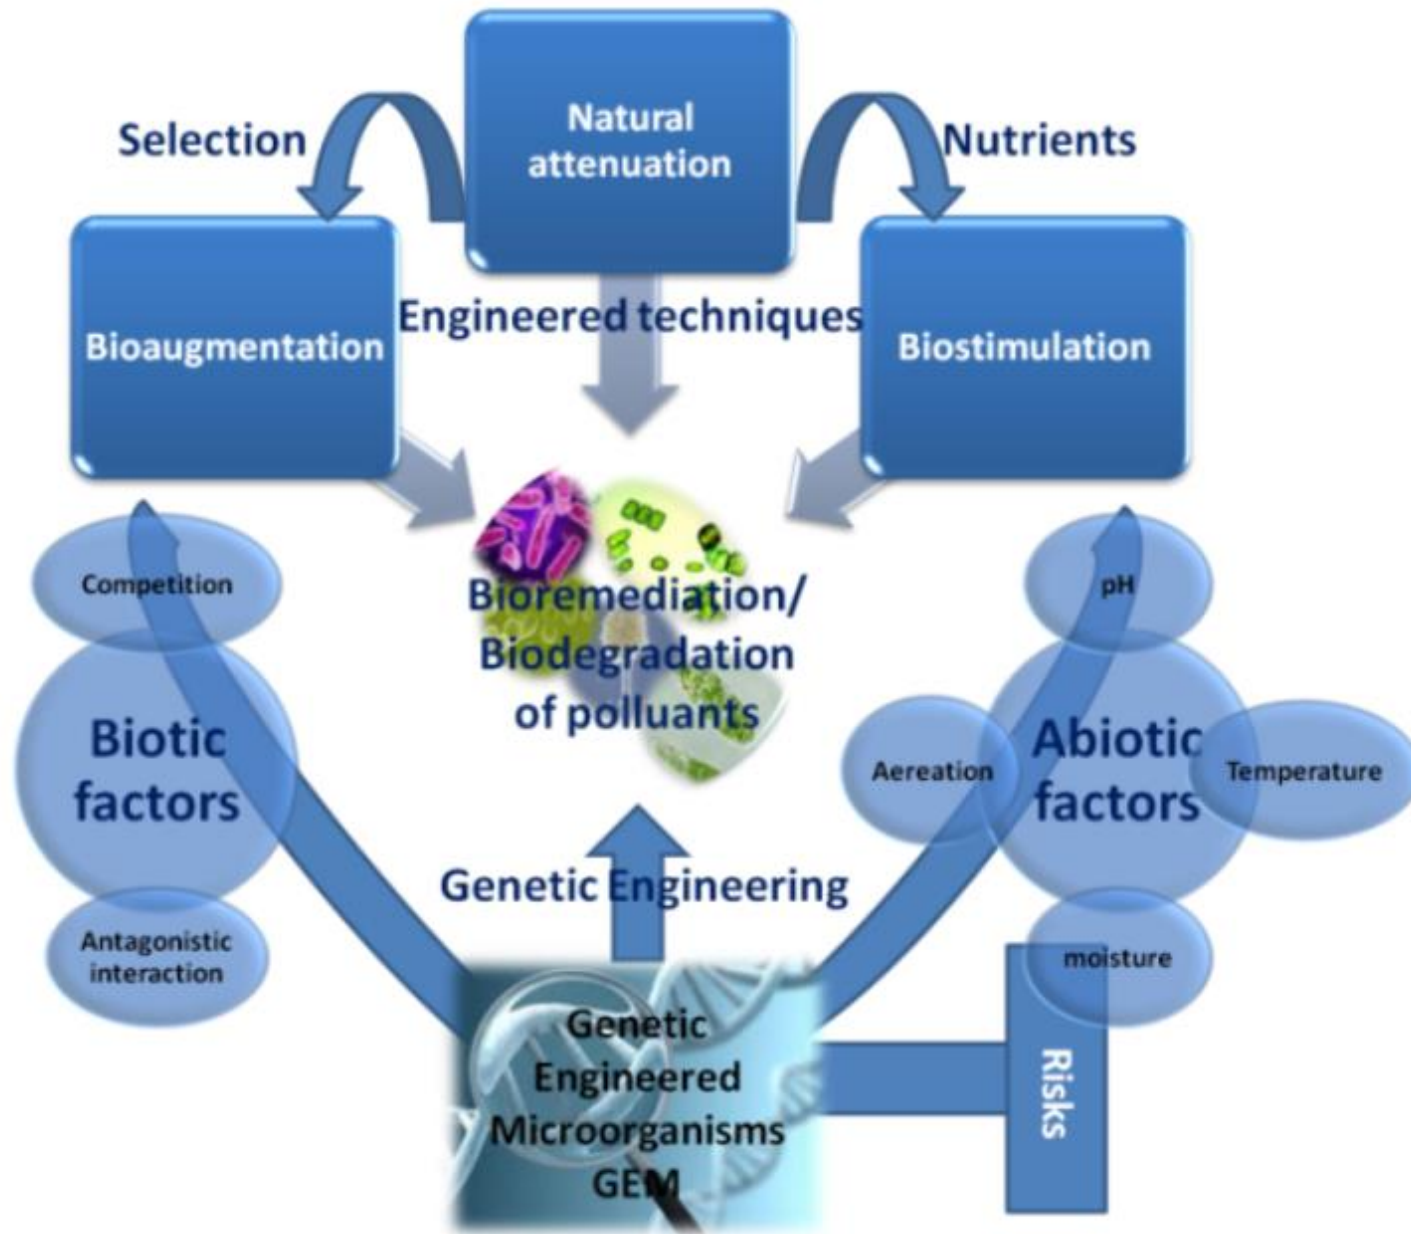 Natural
attenuation
Selection
Nutrients
Bioaugmentation
Engineered techniques
Biostimulation
Competition
Biotic
factors
Antagonistic
interaction
Bioremediation/
Biodegradation
of polluants
pH
Aereation
Abiotic
factors
Temperature
moisture
Genetic Engineering
Genetic
Engineered
Microorganisms
GEM
Risks